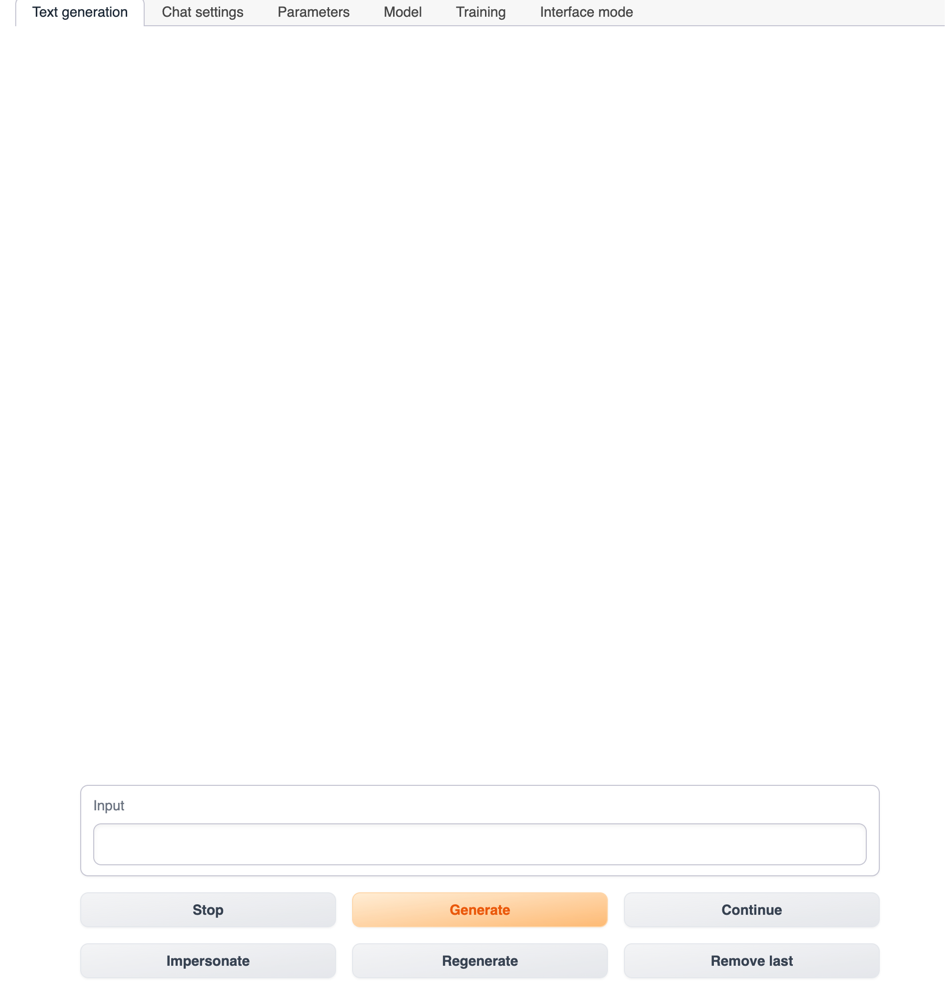 Text generation Chat settings Parameters Model Training Interface mode
Input
Stop Generate Continue
Impersonate Regenerate Remove last